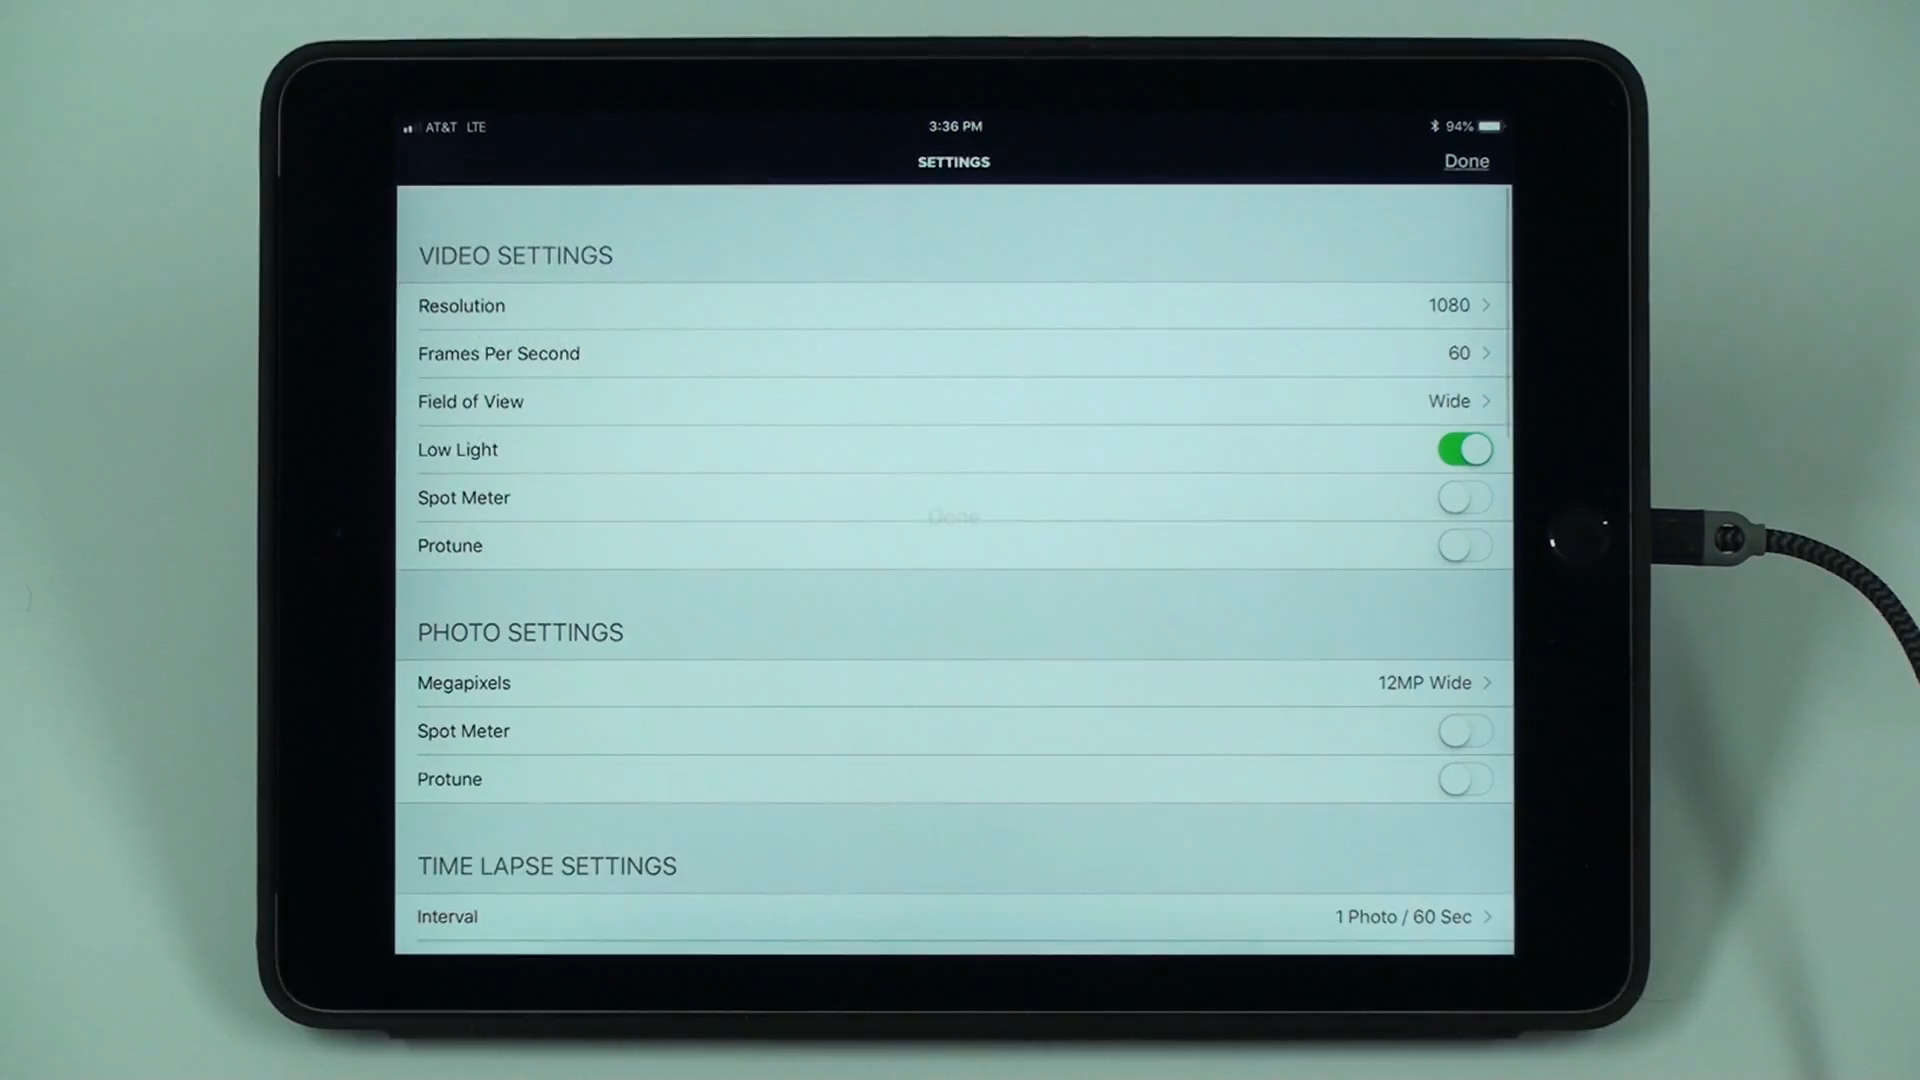 AT&T LTE 3:36 PM 94%
SETTINGS Done
VIDEO SETTINGS
Resolution 1080
Frames Per Second 60
Field of View Wide
Low Light
Spot Meter
Done
Protune
PHOTO SETTINGS
Megapixels 12MP Wide
Spot Meter
Protune
TIME LAPSE SETTINGS
Interval 1 Photo / 60 Sec